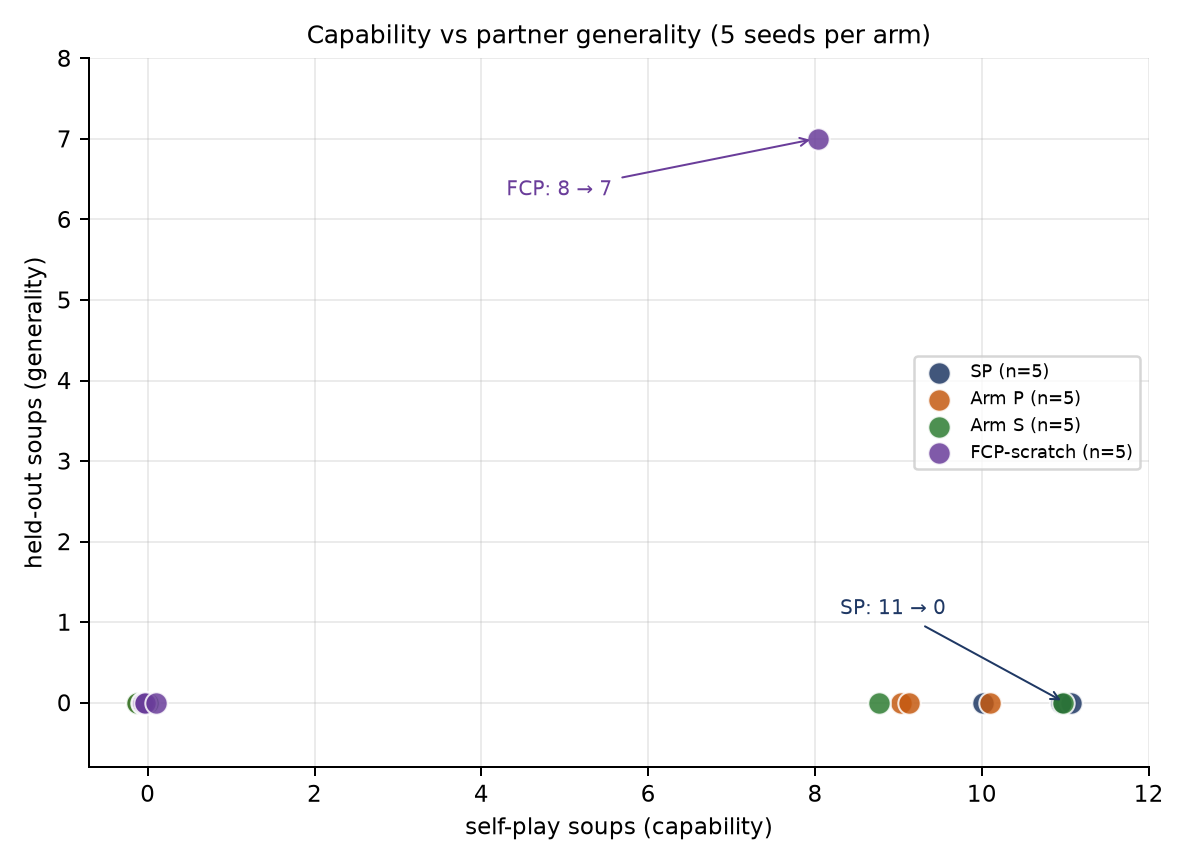 Capability vs partner generality (5 seeds per arm)
8
7
6
5
4
3
2
1
0
held-out soups (generality)
FCP: 8 → 7
SP (n=5)
Arm P (n=5)
Arm S (n=5)
FCP-scratch (n=5)
SP: 11 → 0
0
2
4
6
8
10
12
self-play soups (capability)